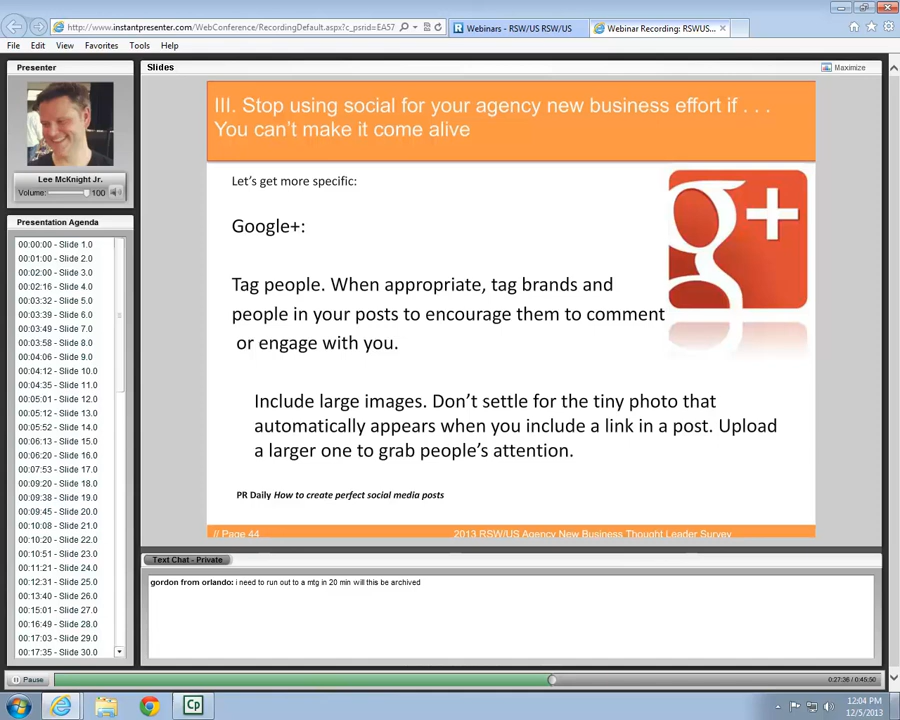 http://www.instantpresenter.com/WebConference/RecordingDefault.aspx?c_psrid=EA57
Webinars - RSW/US RSW/US
Webinar Recording: RSWUS...
File Edit View Favorites Tools Help
Presenter
Slides
Maximize
Lee McKnight Jr.
Volume: 100
Presentation Agenda
00:00:00 - Slide 1.0
00:01:00 - Slide 2.0
00:02:00 - Slide 3.0
00:02:16 - Slide 4.0
00:03:32 - Slide 5.0
00:03:39 - Slide 6.0
00:03:49 - Slide 7.0
00:03:58 - Slide 8.0
00:04:06 - Slide 9.0
00:04:12 - Slide 10.0
00:04:35 - Slide 11.0
00:05:01 - Slide 12.0
00:05:12 - Slide 13.0
00:05:52 - Slide 14.0
00:06:13 - Slide 15.0
00:06:20 - Slide 16.0
00:07:53 - Slide 17.0
00:09:20 - Slide 18.0
00:09:38 - Slide 19.0
00:09:45 - Slide 20.0
00:10:08 - Slide 21.0
00:10:20 - Slide 22.0
00:10:51 - Slide 23.0
00:11:21 - Slide 24.0
00:12:31 - Slide 25.0
00:13:40 - Slide 26.0
00:15:01 - Slide 27.0
00:16:49 - Slide 28.0
00:17:03 - Slide 29.0
00:17:35 - Slide 30.0
III. Stop using social for your agency new business effort if . . .
You can't make it come alive
Let's get more specific:
Google+:
g+
Tag people. When appropriate, tag brands and
people in your posts to encourage them to comment
or engage with you.
Include large images. Don't settle for the tiny photo that
automatically appears when you include a link in a post. Upload
a larger one to grab people's attention.
PR Daily How to create perfect social media posts
// Page 44
2013 RSW/US Agency New Business Thought Leader Survey
Text Chat - Private
gordon from orlando: i need to run out to a mtg in 20 min will this be archived
Pause
0:27:36 / 0:45:50
Cp
12:04 PM
12/5/2013